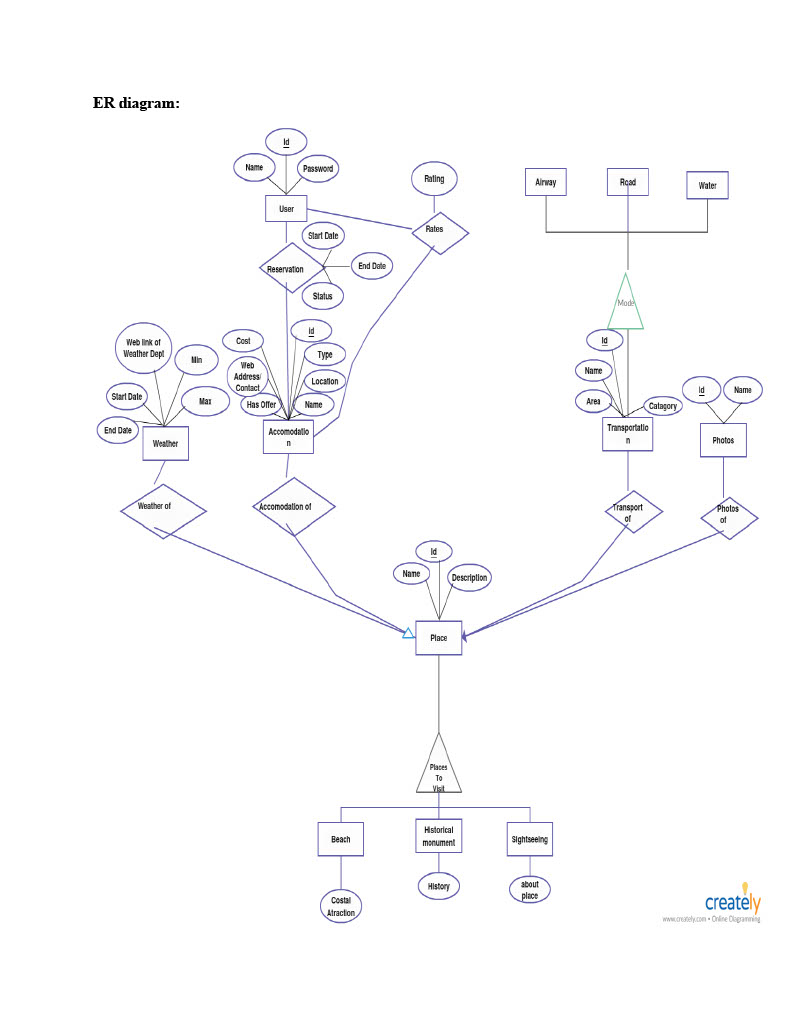 ER diagram:
Id
Name
Password
Rating
Airway
Road
Water
User
Rates
Start Date
Reservation
End Date
Status
Mode
Web link of
Weather Dept
Min
Start Date
Max
End Date
Weather
Cost
id
Web
Address/
Contact
Type
Location
Has Offer
Name
Accomodatio
n
Id
Name
Area
Catagory
Transportatio
n
id
Name
Photos
Weather of
Accomodation of
Transport
of
Photos
of
id
Name
Description
Place
Places
To
Visit
Beach
Historical
monument
Sightseeing
Costal
Atraction
History
about
place
creately
www.creately.com • Online Diagramming